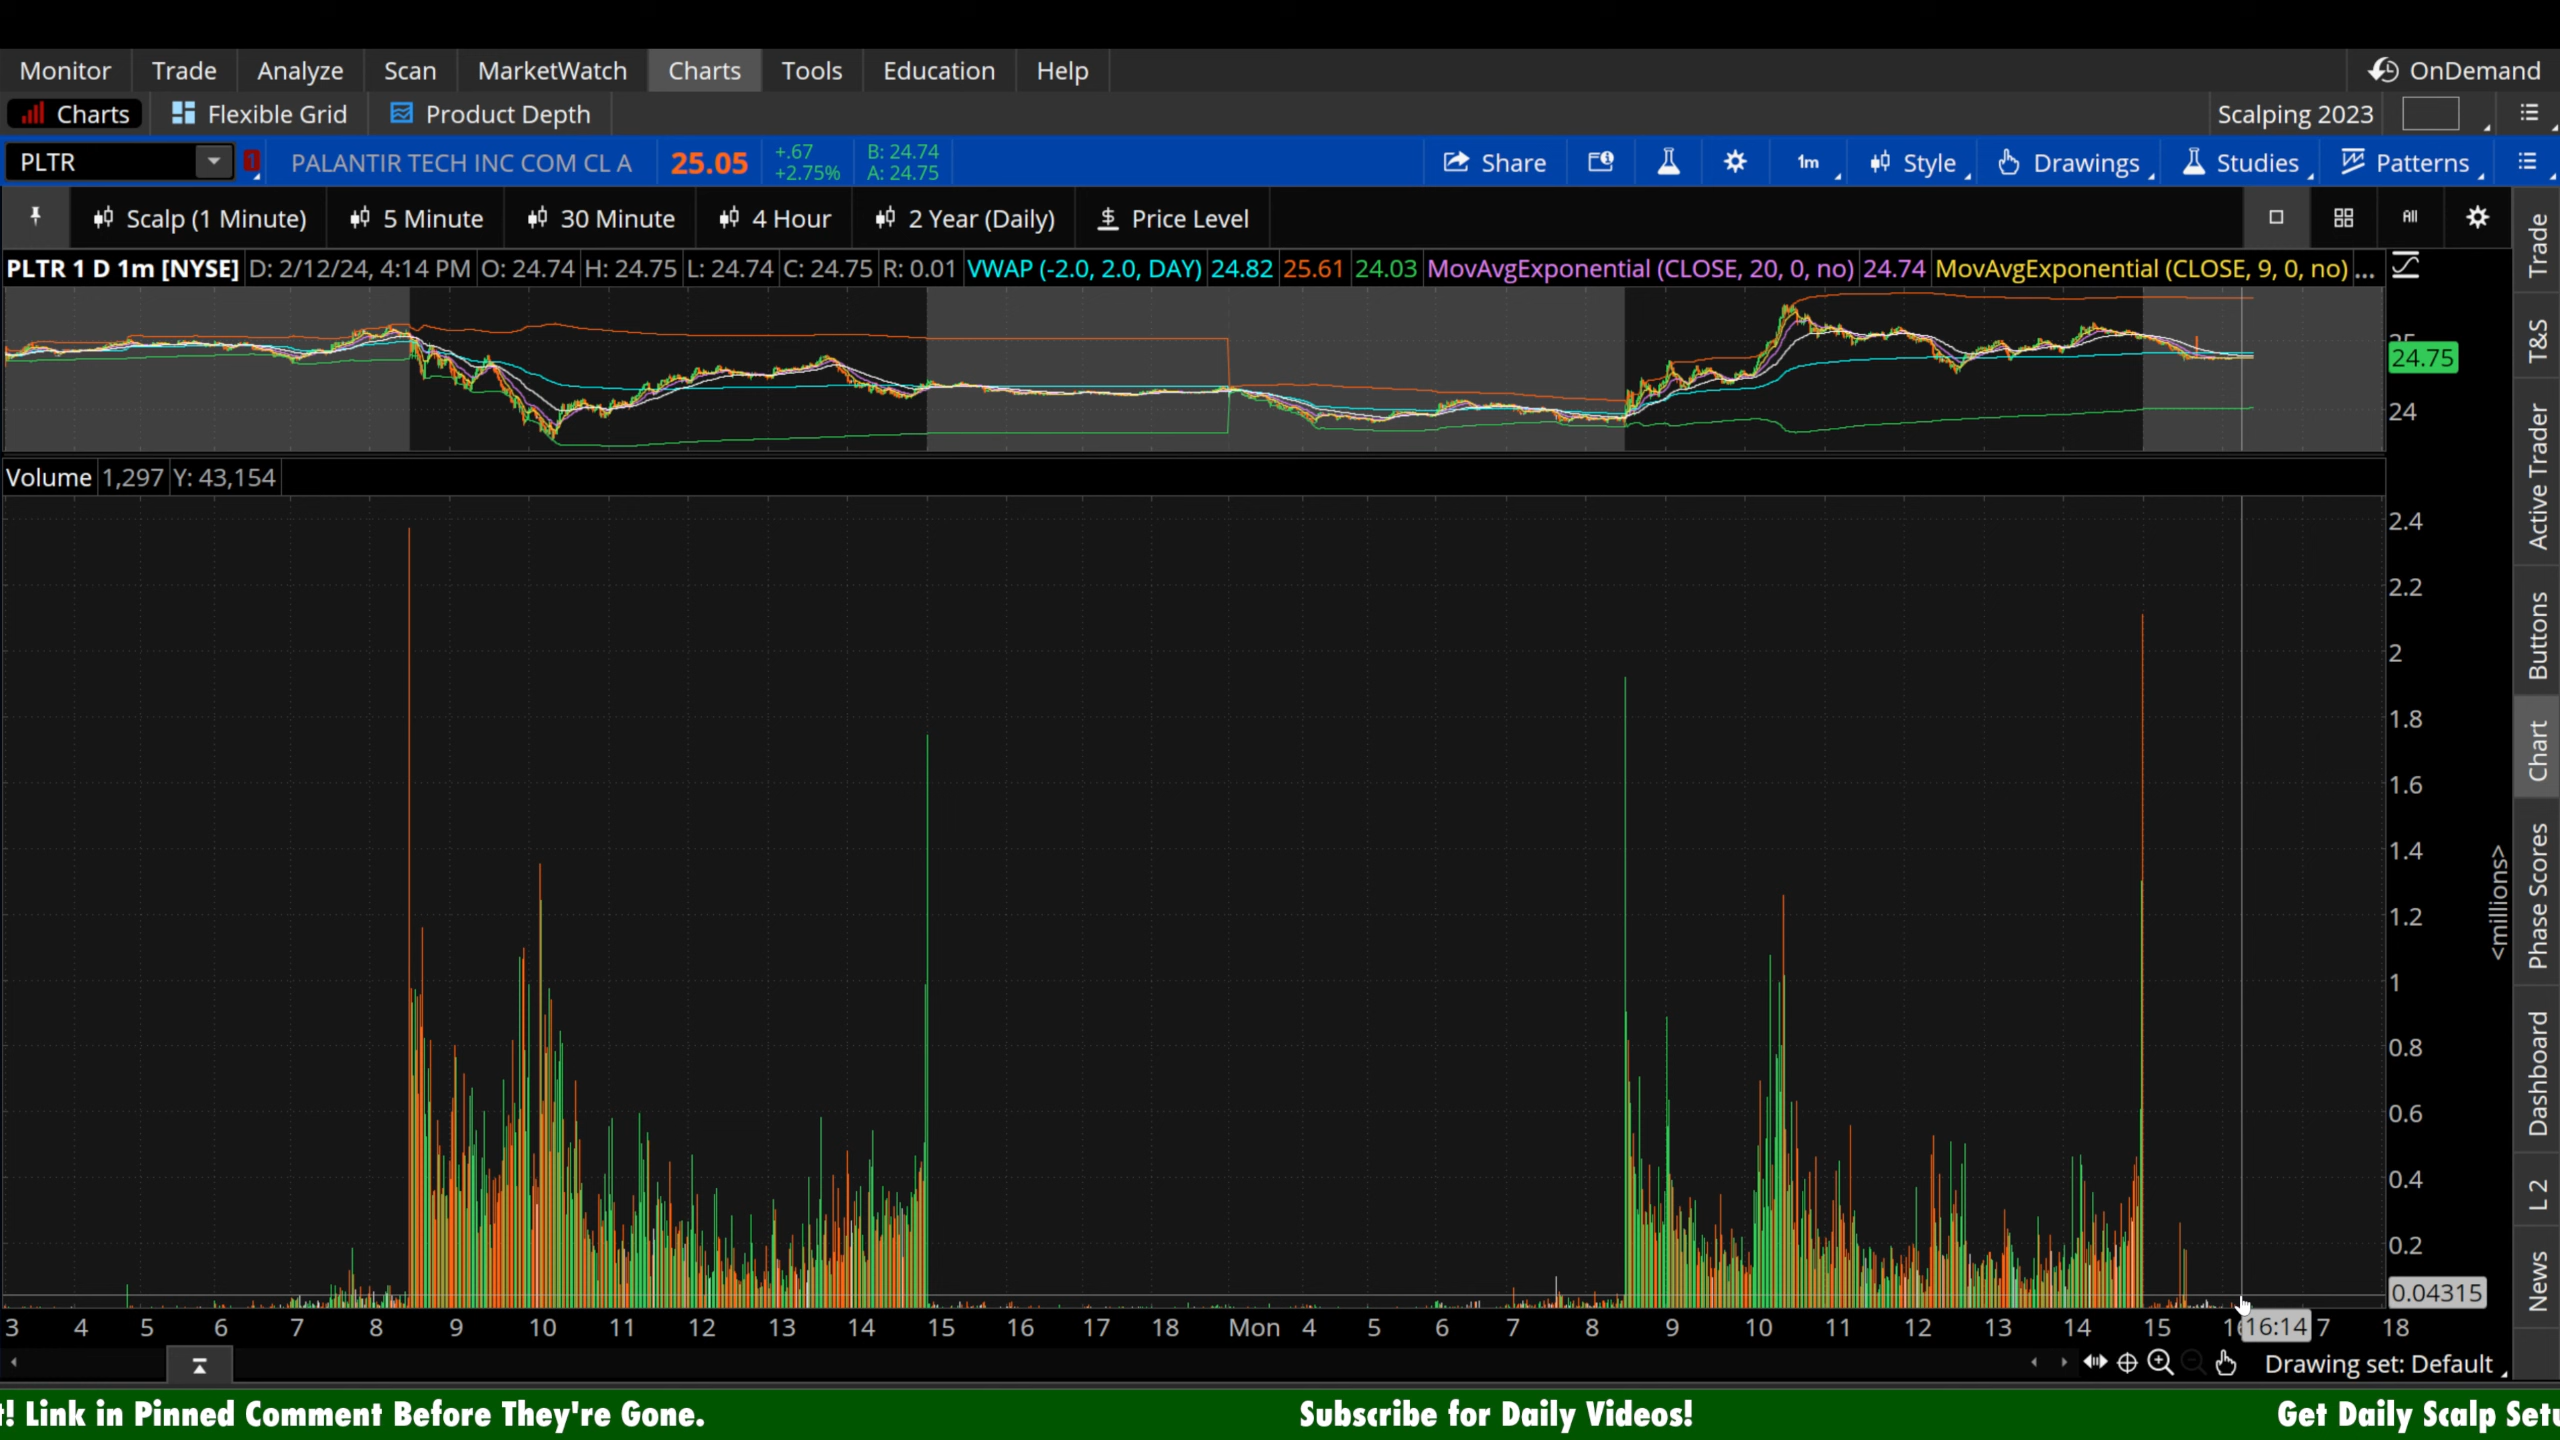 Monitor Trade Analyze Scan MarketWatch Charts Tools Education Help OnDemand
Charts Flexible Grid Product Depth Scalping 2023
PLTR 1 PALANTIR TECH INC COM CL A 25.05 +.67 B: 24.74 Share 1m Style Drawings Studies Patterns
+2.75% A: 24.75
Scalp (1 Minute) 5 Minute 30 Minute 4 Hour 2 Year (Daily) $ Price Level All
PLTR 1 D 1m [NYSE] D: 2/12/24, 4:14 PM O: 24.74 H: 24.75 L: 24.74 C: 24.75 R: 0.01 VWAP (-2.0, 2.0, DAY) 24.82 25.61 24.03 MovAvgExponential (CLOSE, 20, 0, no) 24.74 MovAvgExponential (CLOSE, 9, 0, no) ...
24.75
24
Volume 1,297 Y: 43,154
2.4
2.2
2
1.8
1.6
1.4
1.2
1
0.8
0.6
0.4
0.2
0.04315
<millions>
3 4 5 6 7 8 9 10 11 12 13 14 15 16 17 18 Mon 4 5 6 7 8 9 10 11 12 13 14 15 16:14 7 18
Drawing set: Default
Trade
T&S
Active Trader
Buttons
Chart
Phase Scores
Dashboard
L 2
News
! Link in Pinned Comment Before They're Gone. Subscribe for Daily Videos! Get Daily Scalp